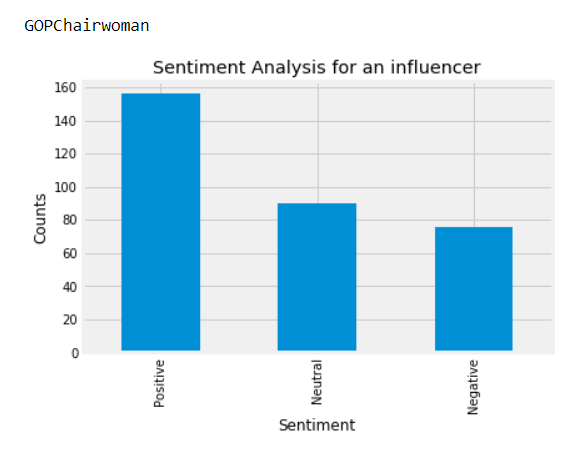 GOPChairwoman
Sentiment Analysis for an influencer
160
140
120
100
80
60
40
20
0
Counts
Positive
Neutral
Negative
Sentiment